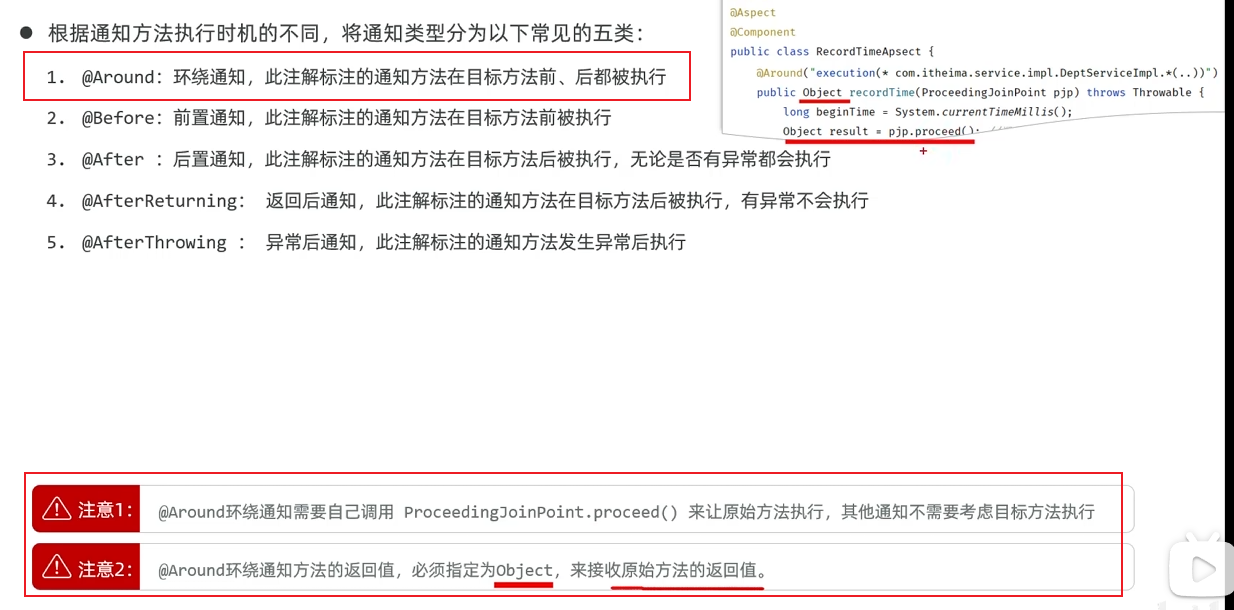 ● 根据通知方法执行时机的不同，将通知类型分为以下常见的五类：
1. @Around：环绕通知，此注解标注的通知方法在目标方法前、后都被执行
2. @Before：前置通知，此注解标注的通知方法在目标方法前被执行
3. @After ：后置通知，此注解标注的通知方法在目标方法后被执行，无论是否有异常都会执行
4. @AfterReturning： 返回后通知，此注解标注的通知方法在目标方法后被执行，有异常不会执行
5. @AfterThrowing ： 异常后通知，此注解标注的通知方法发生异常后执行
@Aspect
@Component
public class RecordTimeApsect {
@Around("execution(* com.itheima.service.impl.DeptServiceImpl.*(..))")
public Object recordTime(ProceedingJoinPoint pjp) throws Throwable {
long beginTime = System.currentTimeMillis();
Object result = pjp.proceed();
注意1： @Around环绕通知需要自己调用 ProceedingJoinPoint.proceed() 来让原始方法执行，其他通知不需要考虑目标方法执行
注意2： @Around环绕通知方法的返回值，必须指定为Object，来接收原始方法的返回值。